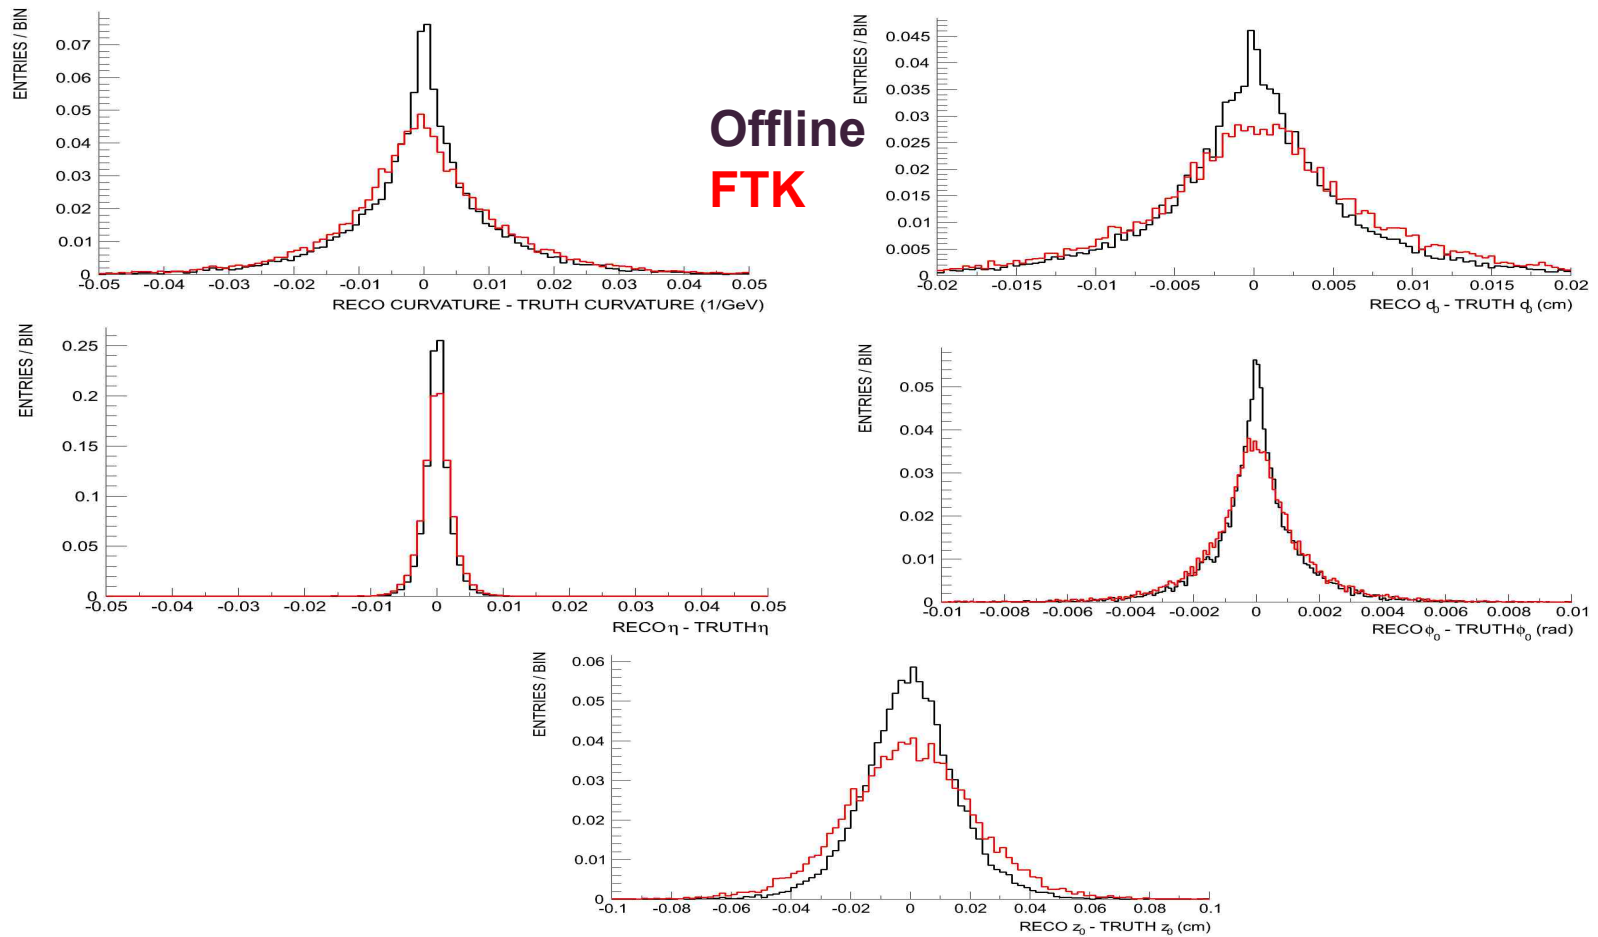 ENTRIES / BIN
0.07
0.06
0.05
0.04
0.03
0.02
0.01
0
-0.05 -0.04 -0.03 -0.02 -0.01 0 0.01 0.02 0.03 0.04 0.05
RECO CURVATURE - TRUTH CURVATURE (1/GeV)
Offline
FTK
ENTRIES / BIN
0.045
0.04
0.035
0.03
0.025
0.02
0.015
0.01
0.005
0
-0.02 -0.015 -0.01 -0.005 0 0.005 0.01 0.015 0.02
RECO d0 - TRUTH d0 (cm)
ENTRIES / BIN
0.25
0.2
0.15
0.1
0.05
0
-0.05 -0.04 -0.03 -0.02 -0.01 0 0.01 0.02 0.03 0.04 0.05
RECO η - TRUTH η
ENTRIES / BIN
0.05
0.04
0.03
0.02
0.01
0
-0.01 -0.008 -0.006 -0.004 -0.002 0 0.002 0.004 0.006 0.008 0.01
RECO ϕ0 - TRUTH ϕ0 (rad)
ENTRIES / BIN
0.06
0.05
0.04
0.03
0.02
0.01
0
-0.1 -0.08 -0.06 -0.04 -0.02 0 0.02 0.04 0.06 0.08 0.1
RECO z0 - TRUTH z0 (cm)